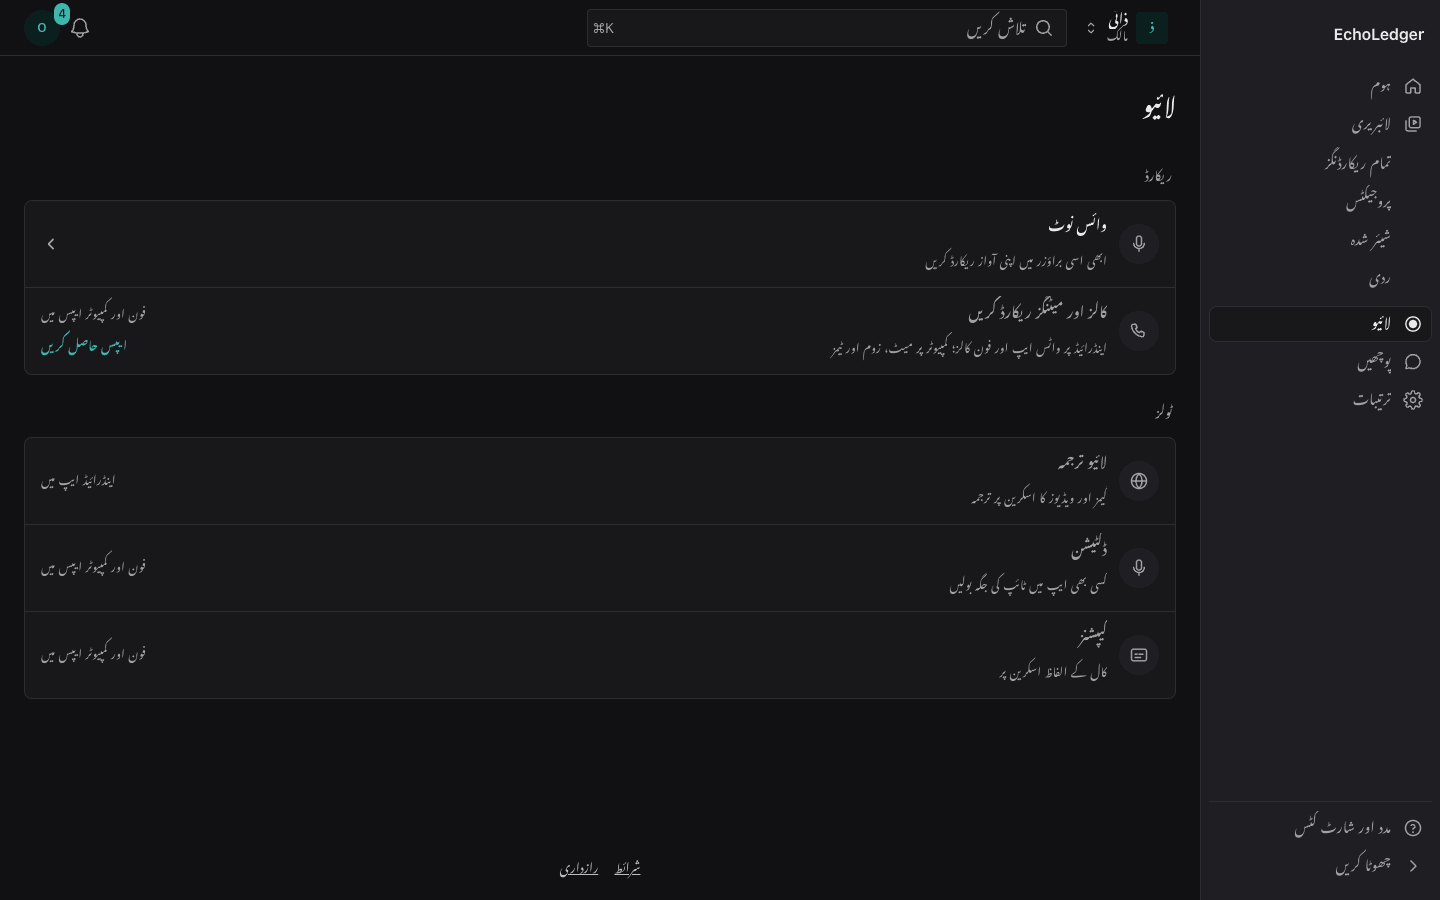 EchoLedger
ہوم
لائبریری
تمام ریکارڈنگز
پروجیکٹس
شیئر شدہ
ردی
لائیو
پوچھیں
ترتیبات
مدد اور شارٹ کٹس
چھوٹا کریں
ذ
ذاتی
مالک
تلاش کریں
⌘K
4
O
لائیو
ریکارڈ
وائس نوٹ
ابھی اسی براؤزر میں اپنی آواز ریکارڈ کریں
کالز اور میٹنگز ریکارڈ کریں
اینڈرائیڈ پر واٹس ایپ اور فون کالز؛ کمپیوٹر پر میٹ، زوم اور ٹیمز
فون اور کمپیوٹر ایپس میں
ایپس حاصل کریں
ٹولز
لائیو ترجمہ
گیمز اور ویڈیوز کا اسکرین پر ترجمہ
اینڈرائیڈ ایپ میں
ڈکٹیشن
کسی بھی ایپ میں ٹائپ کی جگہ بولیں
فون اور کمپیوٹر ایپس میں
کیپشنز
کال کے الفاظ اسکرین پر
فون اور کمپیوٹر ایپس میں
شرائط
رازداری